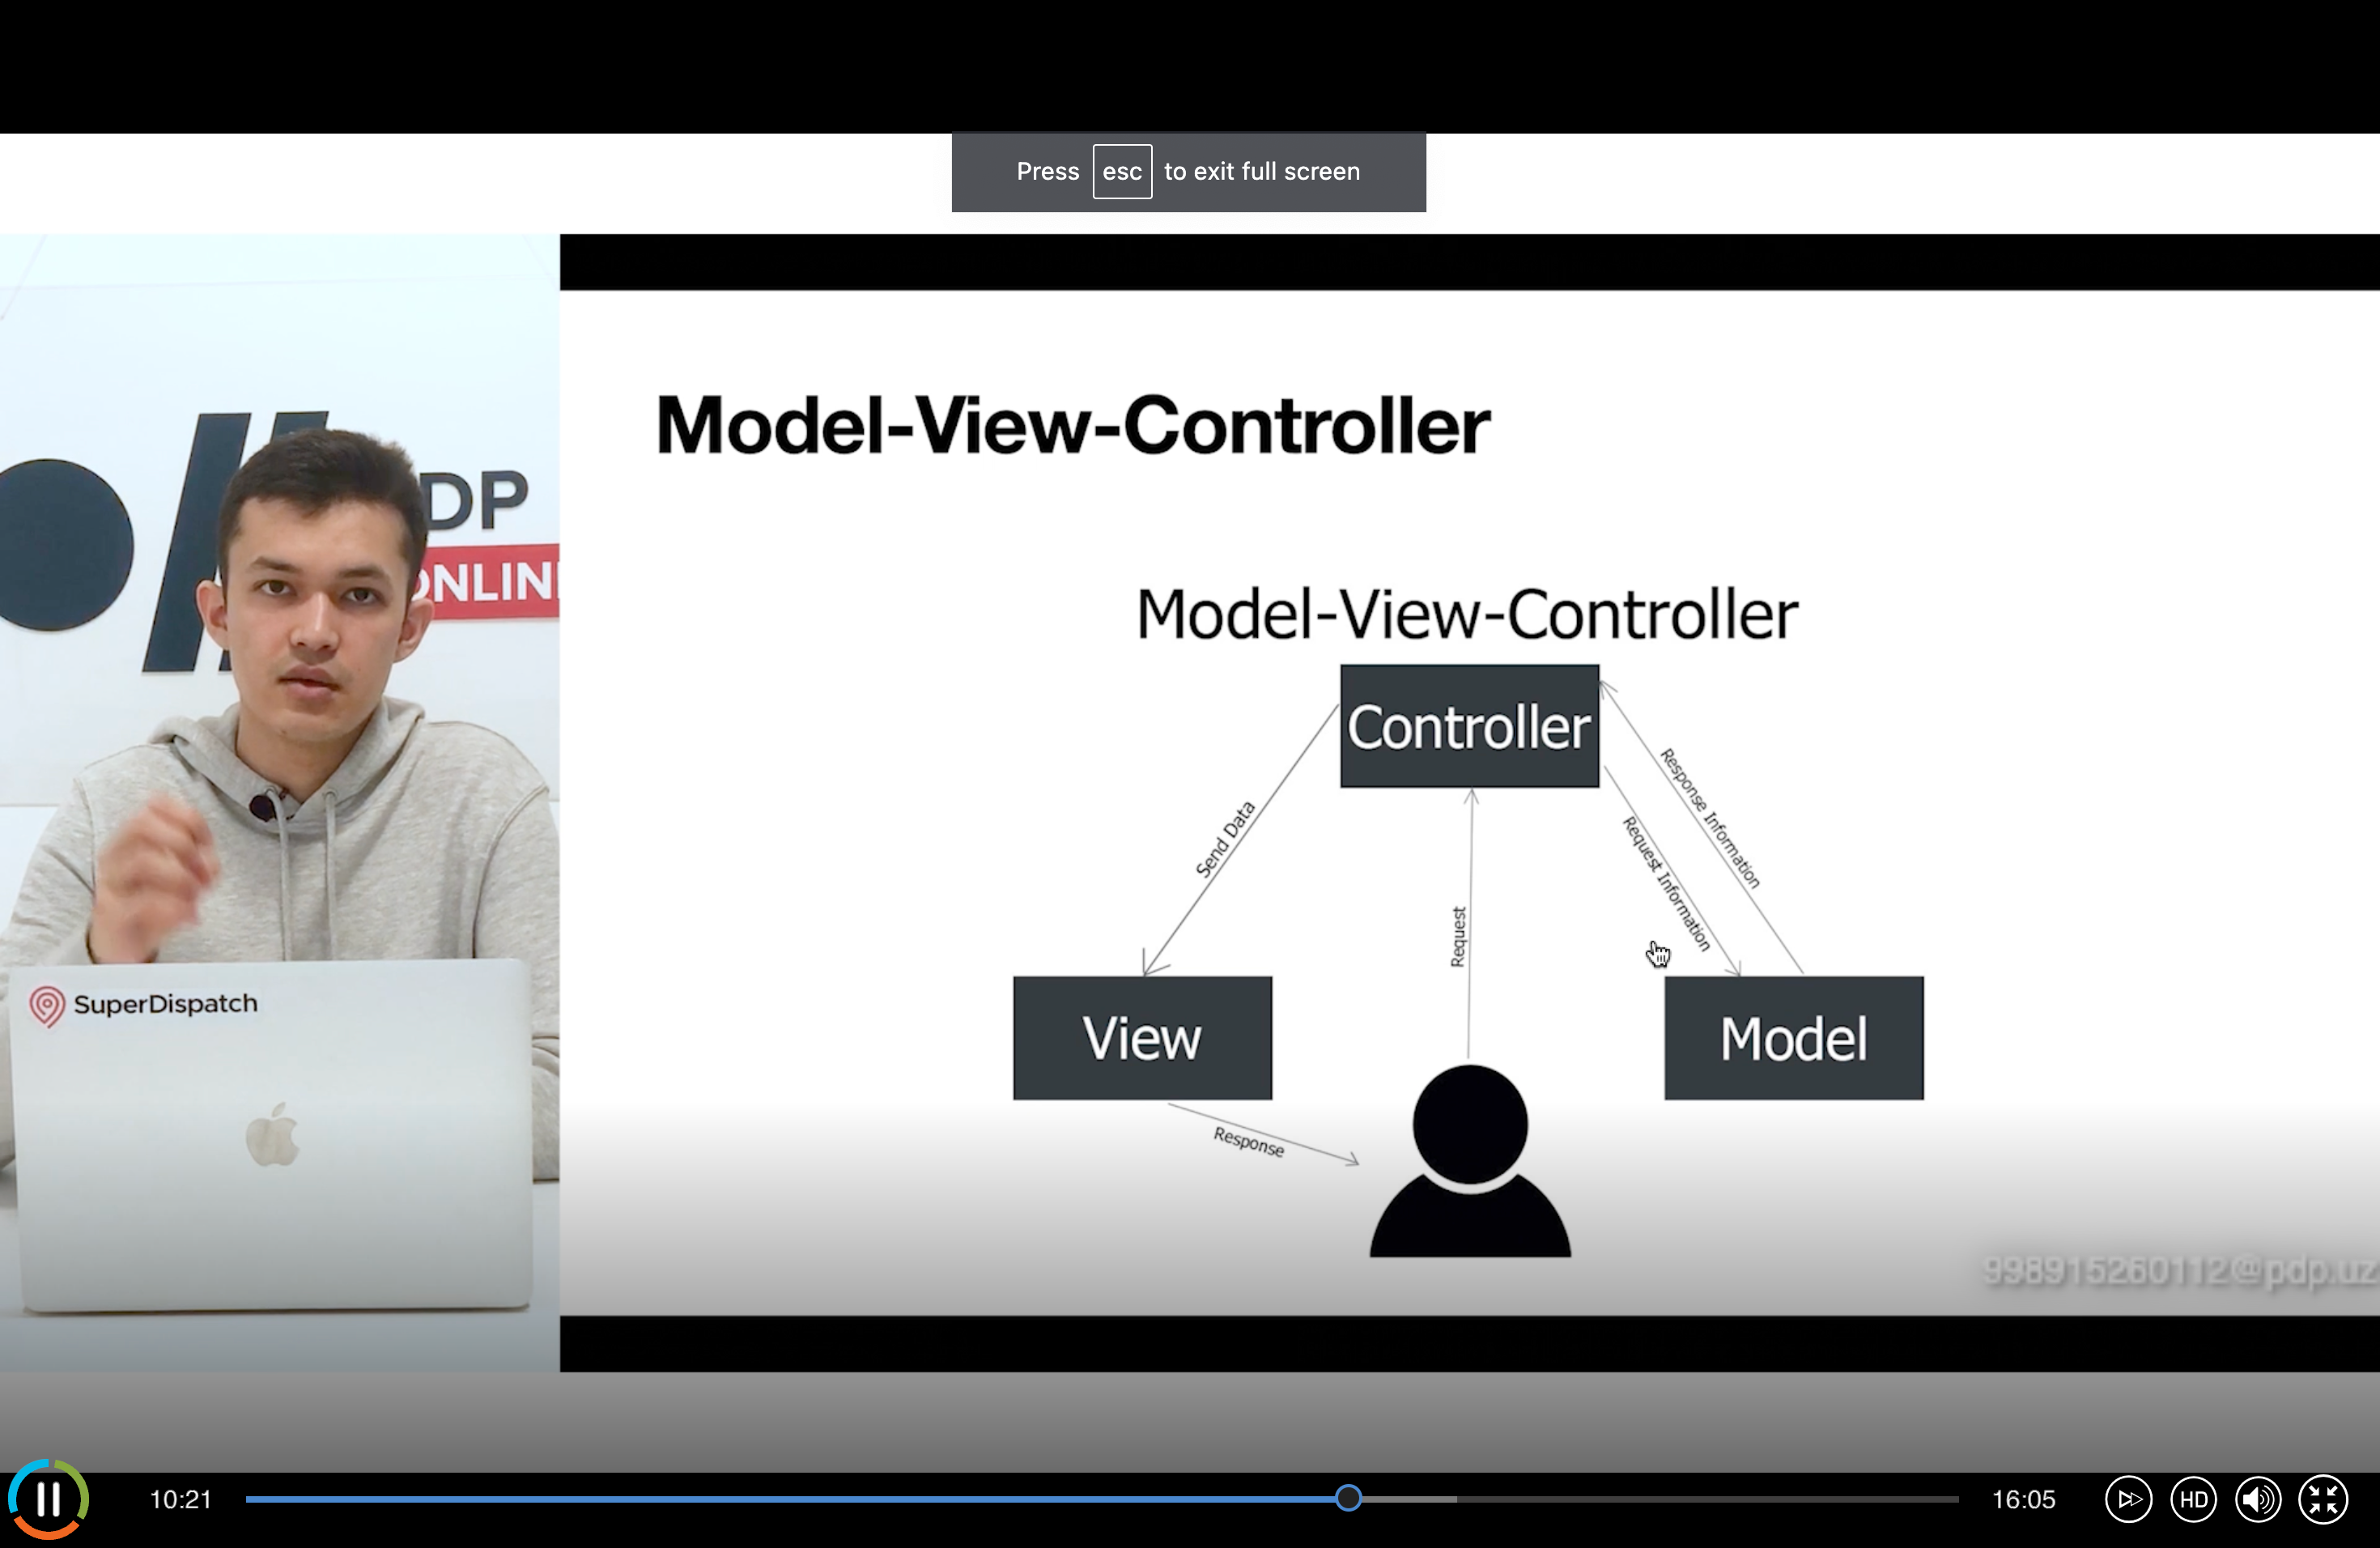 Press esc to exit full screen
DP
ONLIN
SuperDispatch
Model-View-Controller
Model-View-Controller
Controller
Send Data
Request
Request Information
Response Information
View
Model
Response
998915260112@pdp.uz
10:21
16:05
HD